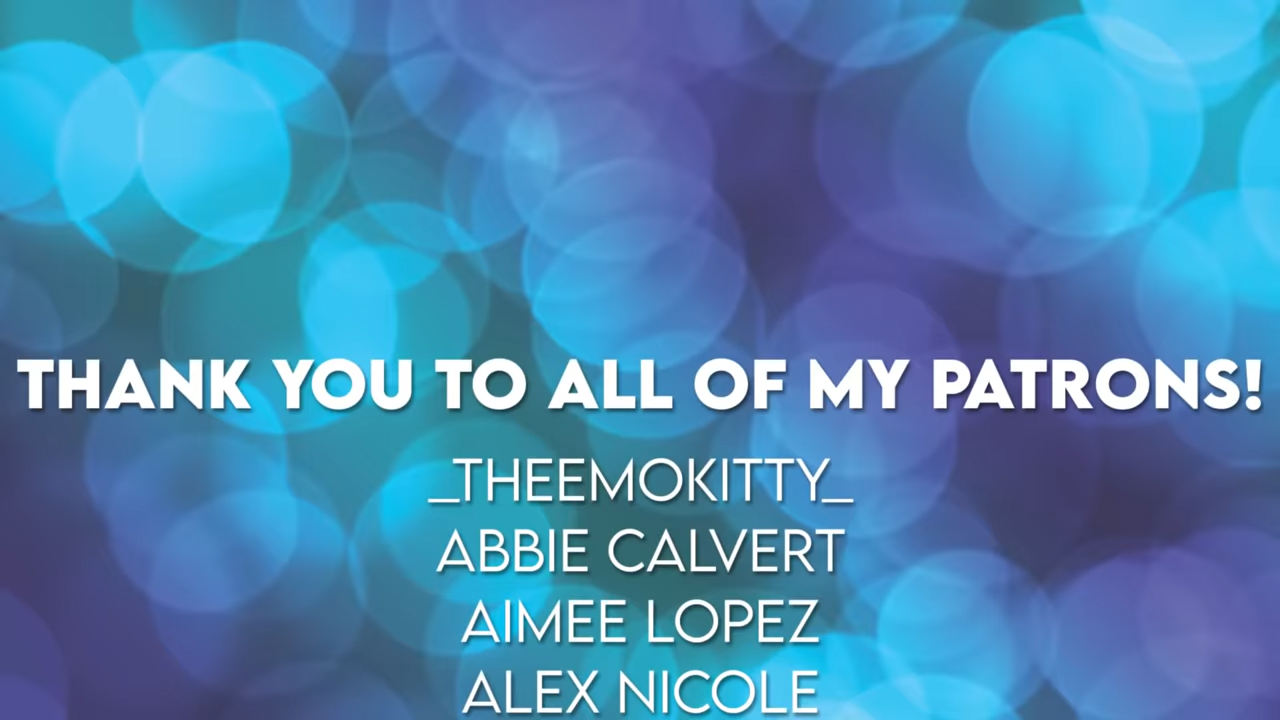 THANK YOU TO ALL OF MY PATRONS!
_THEEMOKITTY_
ABBIE CALVERT
AIMEE LOPEZ
ALEX NICOLE